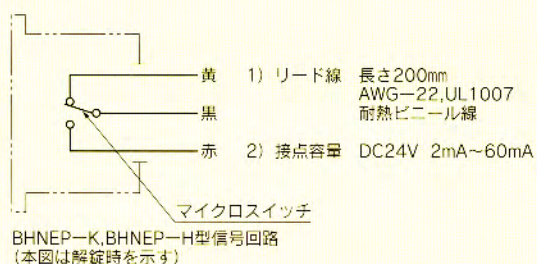 黄 1) リード線 長さ200mm
AWG-22,UL1007
黒 耐熱ビニール線
赤 2) 接点容量 DC24V 2mA~60mA
マイクロスイッチ
BHNEP-K,BHNEP-H型信号回路
(本図は解錠時を示す)